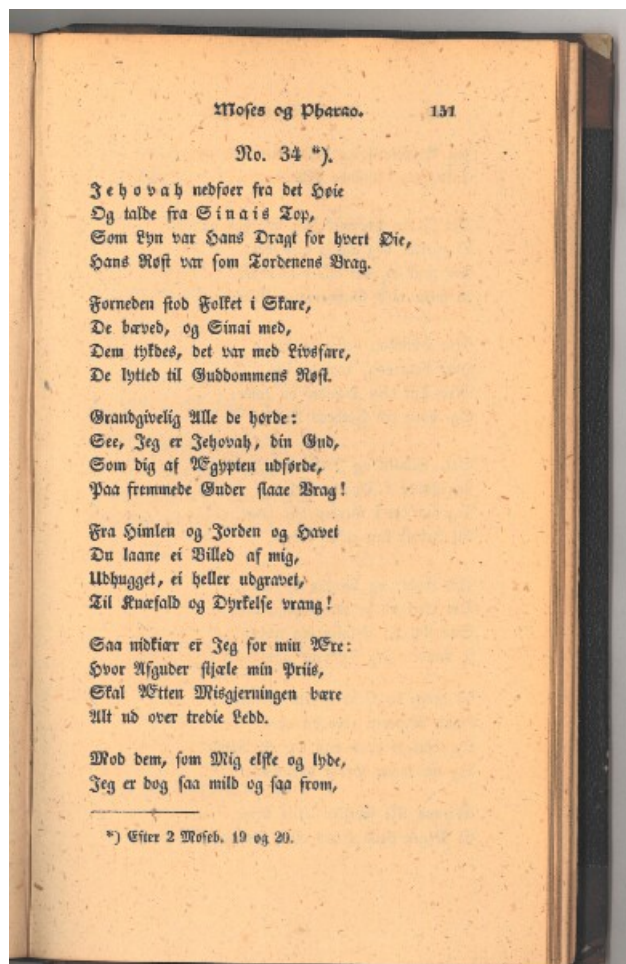 Moses og Pharao. 151
No. 34 *).
Jehovah nedfoer fra det Høie
Og talde fra Sinais Top,
Som Lyn var Hans Dragt for hvert Øie,
Hans Røst var som Tordenens Brag.
Forneden stod Folket i Skare,
De bæved, og Sinai med,
Dem tykdes, det var med Livsfare,
De lytted til Guddommens Røst.
Grandgivelig Alle de hørde:
See, Jeg er Jehovah, din Gud,
Som dig af Ægypten udførde,
Paa fremmede Guder slaae Vrag!
Fra Himlen og Jorden og Havet
Du laane ei Billed af mig,
Udhugget, ei heller udgravet,
Til Knæfald og Dyrkelse vrang!
Saa nidkiær er Jeg for min Ære:
Hvor Afguder stjæle min Priis,
Skal Ætten Misgjerningen bære
Alt ud over tredie Ledd.
Mod dem, som Mig elske og lyde,
Jeg er dog saa mild og saa from,
*) Efter 2 Moseb. 19 og 20.